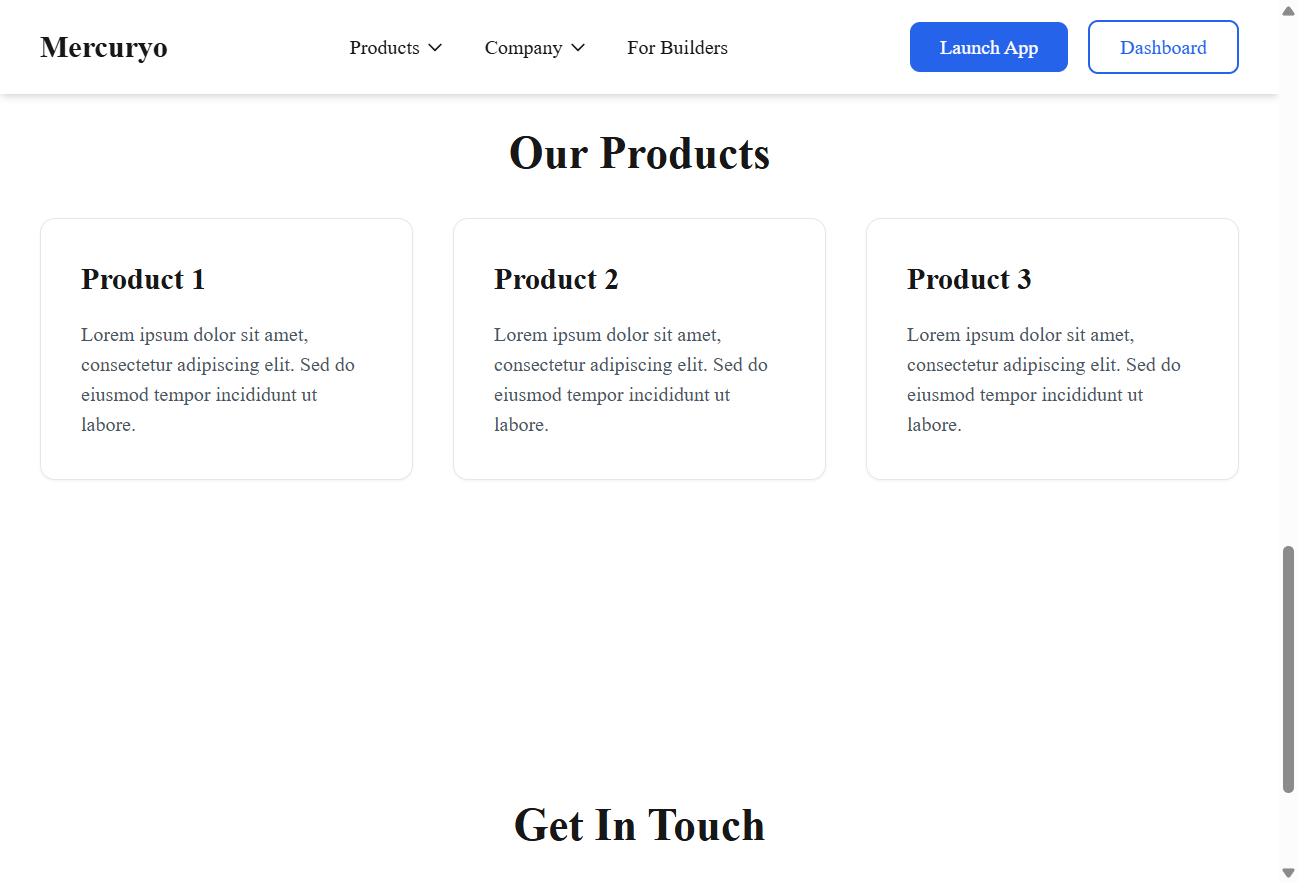 Mercuryo
Products
Company
For Builders
Launch App
Dashboard
Our Products
Product 1
Lorem ipsum dolor sit amet,
consectetur adipiscing elit. Sed do
eiusmod tempor incididunt ut
labore.
Product 2
Lorem ipsum dolor sit amet,
consectetur adipiscing elit. Sed do
eiusmod tempor incididunt ut
labore.
Product 3
Lorem ipsum dolor sit amet,
consectetur adipiscing elit. Sed do
eiusmod tempor incididunt ut
labore.
Get In Touch